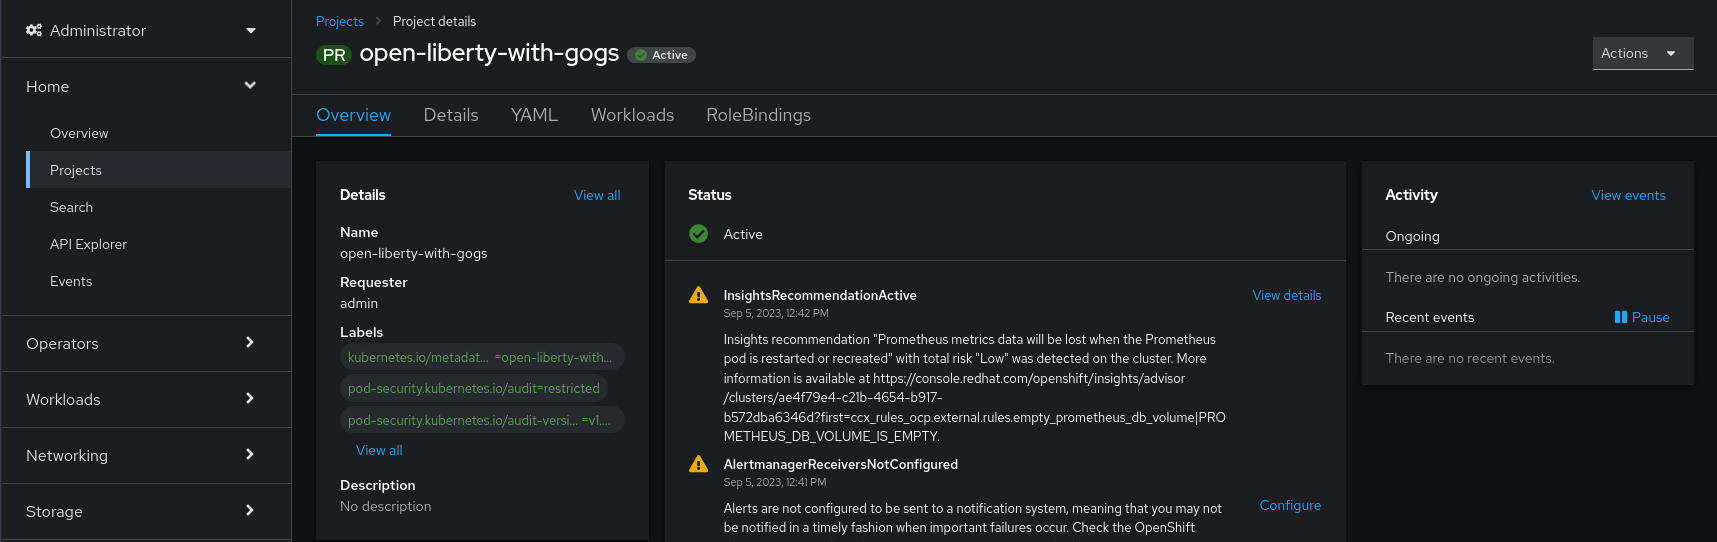 Administrator
Home
Overview
Projects
Search
API Explorer
Events
Operators
Workloads
Networking
Storage
Projects > Project details
PR open-liberty-with-gogs Active
Actions
Overview Details YAML Workloads RoleBindings
Details View all
Name
open-liberty-with-gogs
Requester
admin
Labels
kubernetes.io/metadat... =open-liberty-with...
pod-security.kubernetes.io/audit=restricted
pod-security.kubernetes.io/audit-versi... =v1....
View all
Description
No description
Status
Active
InsightsRecommendationActive View details
Sep 5, 2023, 12:42 PM
Insights recommendation "Prometheus metrics data will be lost when the Prometheus
pod is restarted or recreated" with total risk "Low" was detected on the cluster. More
information is available at https://console.redhat.com/openshift/insights/advisor
/clusters/ae4f79e4-c21b-4654-b917-
b572dba6346d?first=ccx_rules_ocp.external.rules.empty_prometheus_db_volume|PRO
METHEUS_DB_VOLUME_IS_EMPTY.
AlertmanagerReceiversNotConfigured
Sep 5, 2023, 12:41 PM
Alerts are not configured to be sent to a notification system, meaning that you may not Configure
be notified in a timely fashion when important failures occur. Check the OpenShift
Activity View events
Ongoing
There are no ongoing activities.
Recent events Pause
There are no recent events.